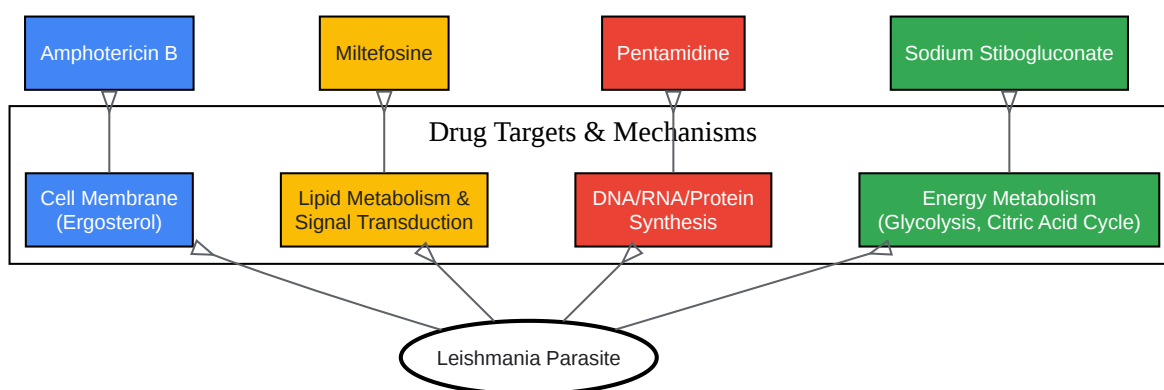 Amphotericin B
Miltefosine
Pentamidine
Sodium Stibogluconate
Drug Targets & Mechanisms
Cell Membrane
(Ergosterol)
Lipid Metabolism &
Signal Transduction
DNA/RNA/Protein
Synthesis
Energy Metabolism
(Glycolysis, Citric Acid Cycle)
Leishmania Parasite